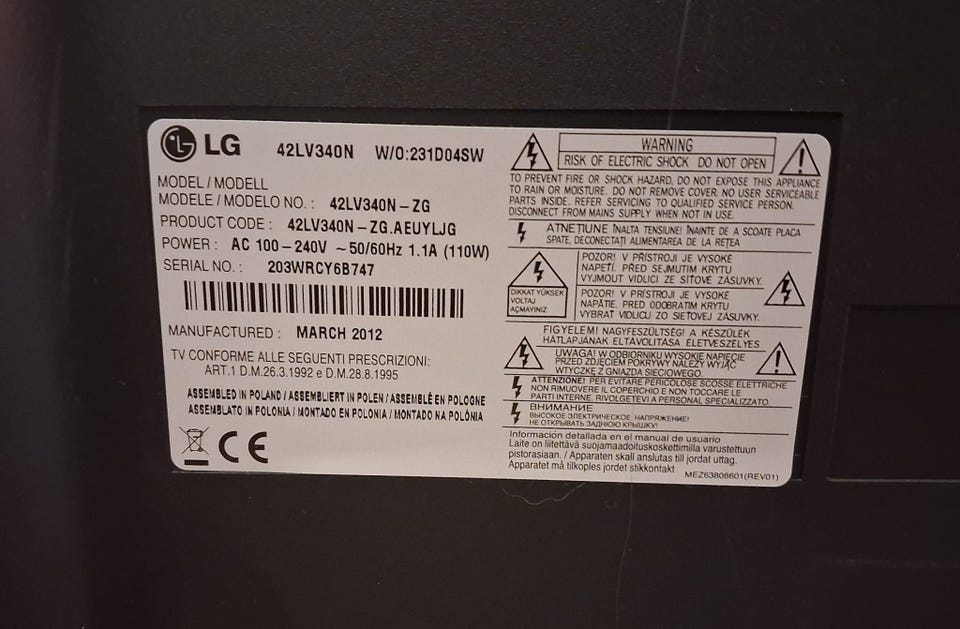 LG 42LV340N W/O:231D04SW
MODEL / MODELL
MODELE / MODELO NO. : 42LV340N-ZG
PRODUCT CODE : 42LV340N-ZG.AEUYLJG
POWER : AC 100-240V ~50/60Hz 1.1A (110W)
SERIAL NO. : 203WRCY6B747
MANUFACTURED : MARCH 2012
TV CONFORME ALLE SEGUENTI PRESCRIZIONI:
ART.1 D.M.26.3.1992 e D.M.28.8.1995
ASSEMBLED IN POLAND / ASSEMBLIERT IN POLEN / ASSEMBLÉ EN POLOGNE
ASSEMBLATO IN POLONIA / MONTADO EN POLONIA / MONTADO NA POLÔNIA
CE
WARNING
RISK OF ELECTRIC SHOCK DO NOT OPEN
TO PREVENT FIRE OR SHOCK HAZARD, DO NOT EXPOSE THIS APPLIANCE
TO RAIN OR MOISTURE. DO NOT REMOVE COVER. NO USER SERVICEABLE
PARTS INSIDE. REFER SERVICING TO QUALIFIED SERVICE PERSON.
DISCONNECT FROM MAINS SUPPLY WHEN NOT IN USE.
ATNEŢIUNE ÎNALTA TENSIUNE! ÎNAINTE DE A SCOATE PLACA
SPATE, DECONECTAŢI ALIMENTAREA DE LA REŢEA
DIKKAT YÜKSEK
VOLTAJ
AÇMAYINIZ
POZOR! V PŘÍSTROJI JE VYSOKÉ
NAPĚTÍ. PŘED SEJMUTIM KRYTU
VYJMOUT VIDLICI ZE SÍŤOVÉ ZÁSUVKY.
POZOR! V PRÍSTROJI JE VYSOKÉ
NAPÄTIE. PRED ODOBRATIM KRYTU
VYBRAŤ VIDLICU ZO SIEŤOVEJ ZÁSUVKY.
FIGYELEM! NAGYFESZÜLTSÉG! A KÉSZÜLÉK
HÁTLAPJÁNAK ELTÁVOLÍTÁSA ÉLETVESZÉLYES
UWAGA! W ODBIORNIKU WYSOKIE NAPIĘCIE
PRZED ZDJĘCIEM POKRYWY NALEŻY WYJĄĆ
WTYCZKĘ Z GNIAZDA SIECIOWEGO.
ATTENZIONE! PER EVITARE PERICOLOSE SCOSSE ELETTRICHE
NON RIMUOVERE IL COPERCHIO E NON TOCCARE LE
PARTI INTERNE. RIVOLGETEVI A PERSONAL SPECIALIZZATO.
ВНИМАНИЕ
ВЫСОКОЕ ЭЛЕКТРИЧЕСКОЕ НАПРЯЖЕНИЕ!
НЕ ОТКРЫВАТЬ ЗАДНЮЮ КРЫШКУ!
Información detallada en el manual de usuario
Laite on liitettävä suojamaadoituskoskettimilla varustettuun
pistorasiaan. / Apparaten skall anslutas till jordat uttag.
Apparatet må tilkoples jordet stikkontakt
MEZ63808601(REV01)